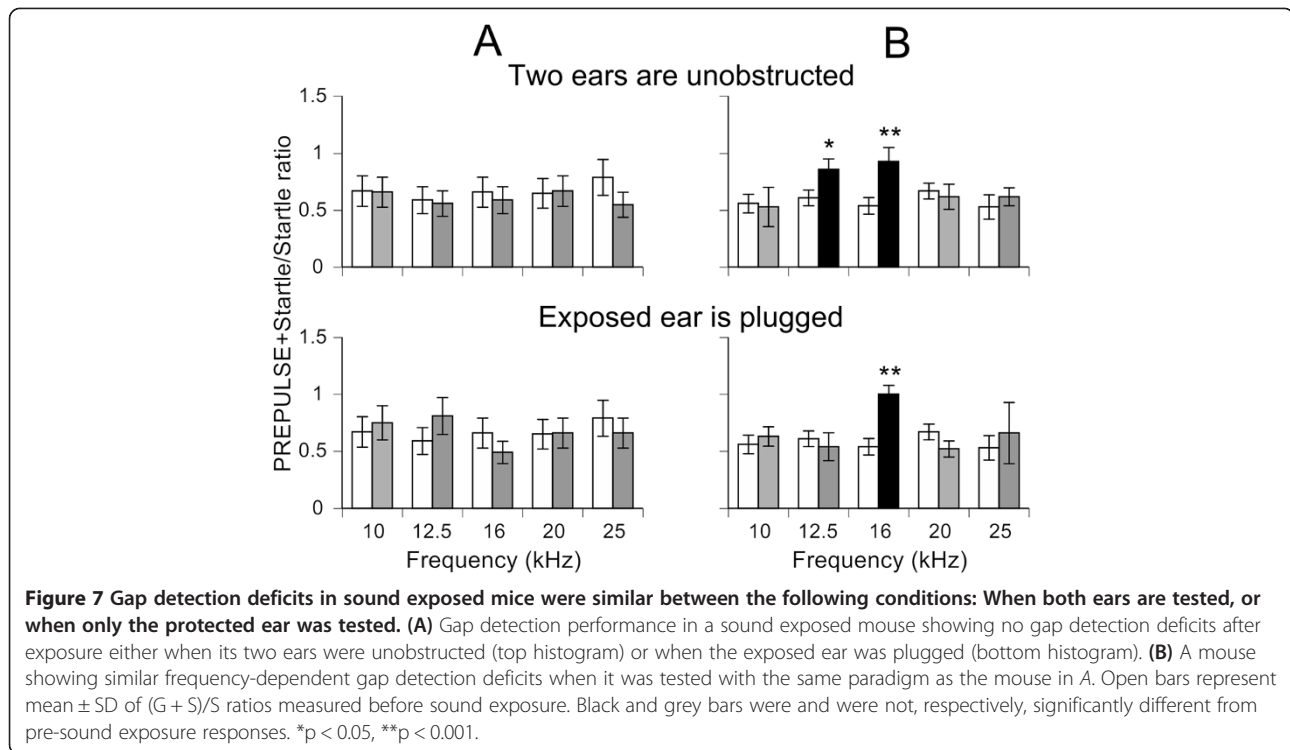 A
B
Two ears are unobstructed
1.5
1
0.5
0
*
**
PREPULSE+Startle/Startle ratio
Exposed ear is plugged
1.5
1
0.5
0
**
10 12.5 16 20 25
10 12.5 16 20 25
Frequency (kHz)
Frequency (kHz)
Figure 7 Gap detection deficits in sound exposed mice were similar between the following conditions: When both ears are tested, or
when only the protected ear was tested. (A) Gap detection performance in a sound exposed mouse showing no gap detection deficits after
exposure either when its two ears were unobstructed (top histogram) or when the exposed ear was plugged (bottom histogram). (B) A mouse
showing similar frequency-dependent gap detection deficits when it was tested with the same paradigm as the mouse in A. Open bars represent
mean ± SD of (G + S)/S ratios measured before sound exposure. Black and grey bars were and were not, respectively, significantly different from
pre-sound exposure responses. *p < 0.05, **p < 0.001.